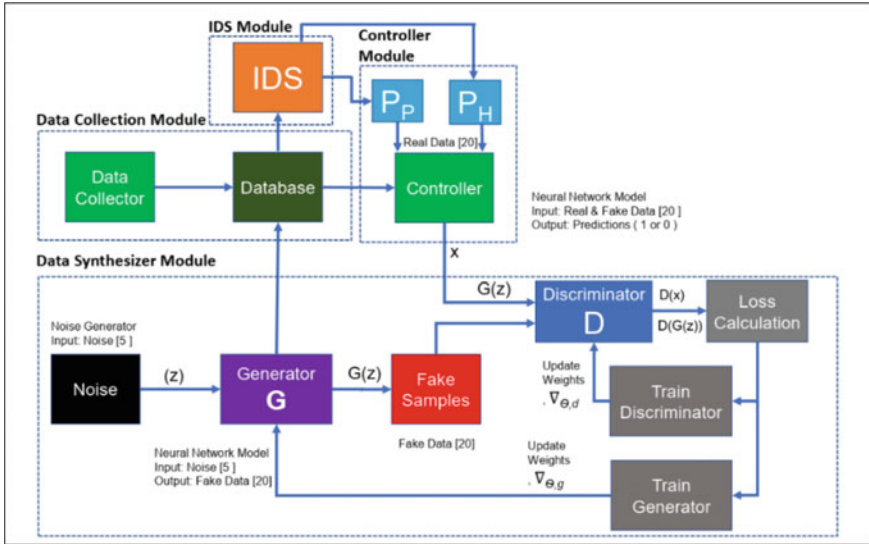 IDS Module
IDS
Controller
Module
P_P
P_H
Real Data [20]
Controller
Data Collection Module
Data
Collector
Database
Neural Network Model
Input: Real & Fake Data [20 ]
Output: Predictions ( 1 or 0 )
X
Data Synthesizer Module
G(z)
Discriminator
D
D(x)
D(G(z))
Loss
Calculation
Noise Generator
Input: Noise [5 ]
Noise
(z)
Generator
G
G(z)
Fake
Samples
Fake Data [20]
Update
Weights
, ∇Θ,d
Train
Discriminator
Neural Network Model
Input: Noise [5 ]
Output: Fake Data [20]
Update
Weights
, ∇Θ,g
Train
Generator